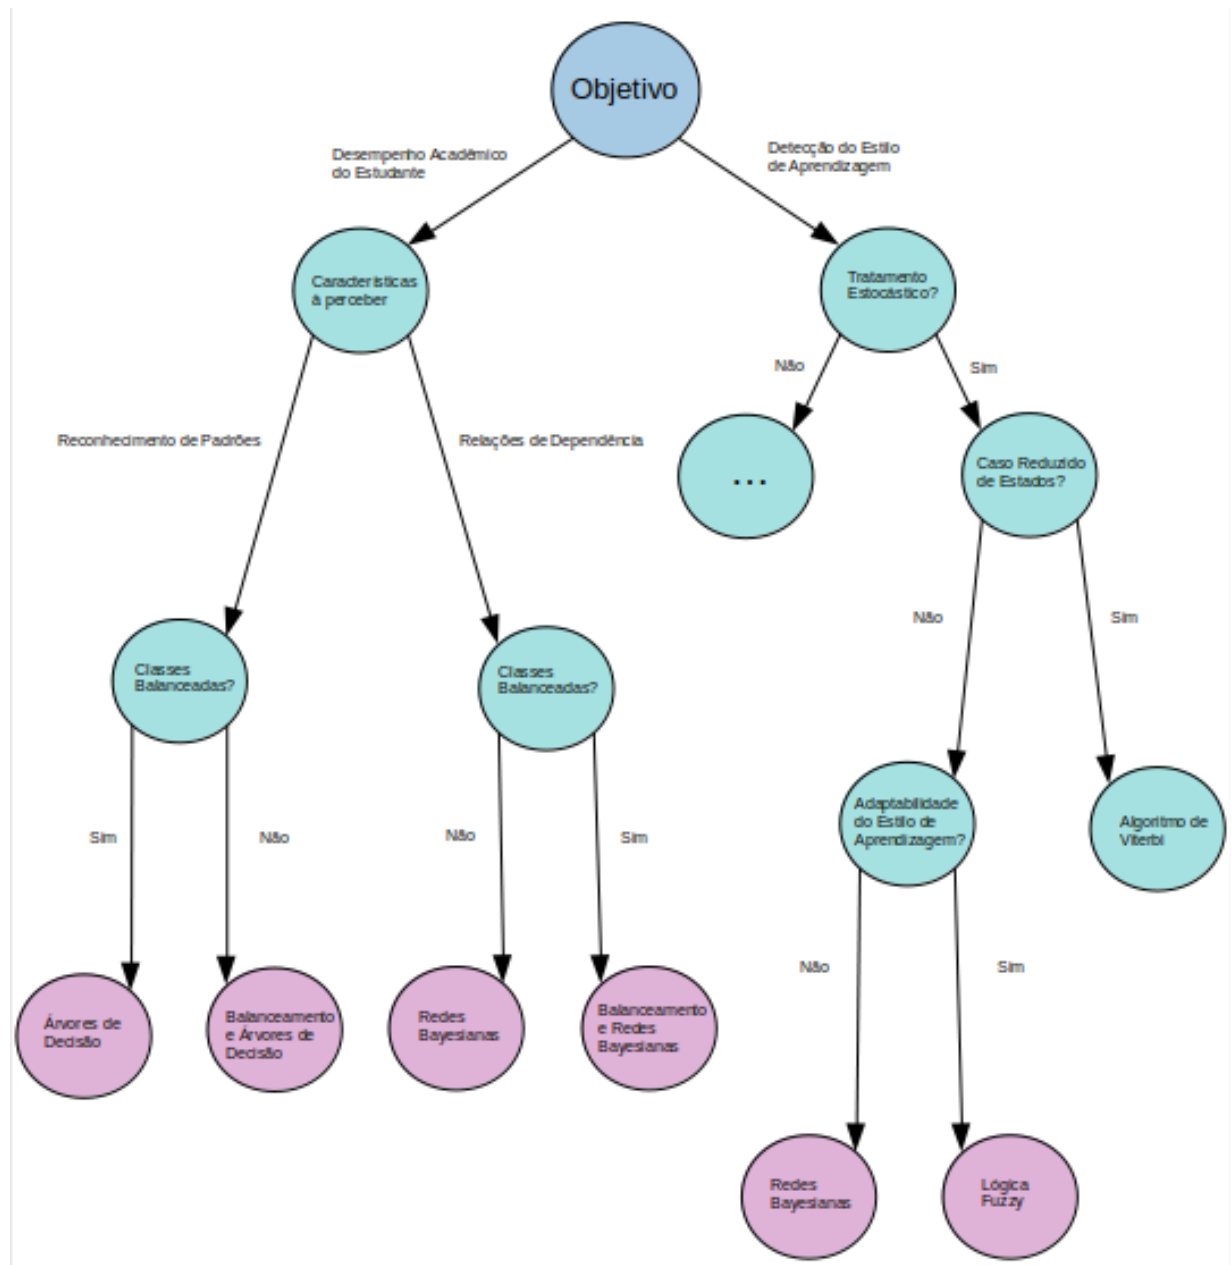 Objetivo
Desempenho Acadêmico
do Estudante
Detecção do Estilo
de Aprendizagem
Características
à perceber
Tratamento
Estocástico?
Não
Sim
Reconhecimento de Padrões
Relações de Dependência
...
Caso Reduzido
de Estados?
Não
Sim
Classes
Balanceadas?
Classes
Balanceadas?
Adaptabilidade
do Estilo de
Aprendizagem?
Algoritmo de
Viterbi
Sim
Não
Não
Sim
Não
Sim
Árvores de
Decisão
Balanceamento
e Árvores de
Decisão
Redes
Bayesianas
Balanceamento
e Redes
Bayesianas
Redes
Bayesianas
Lógica
Fuzzy